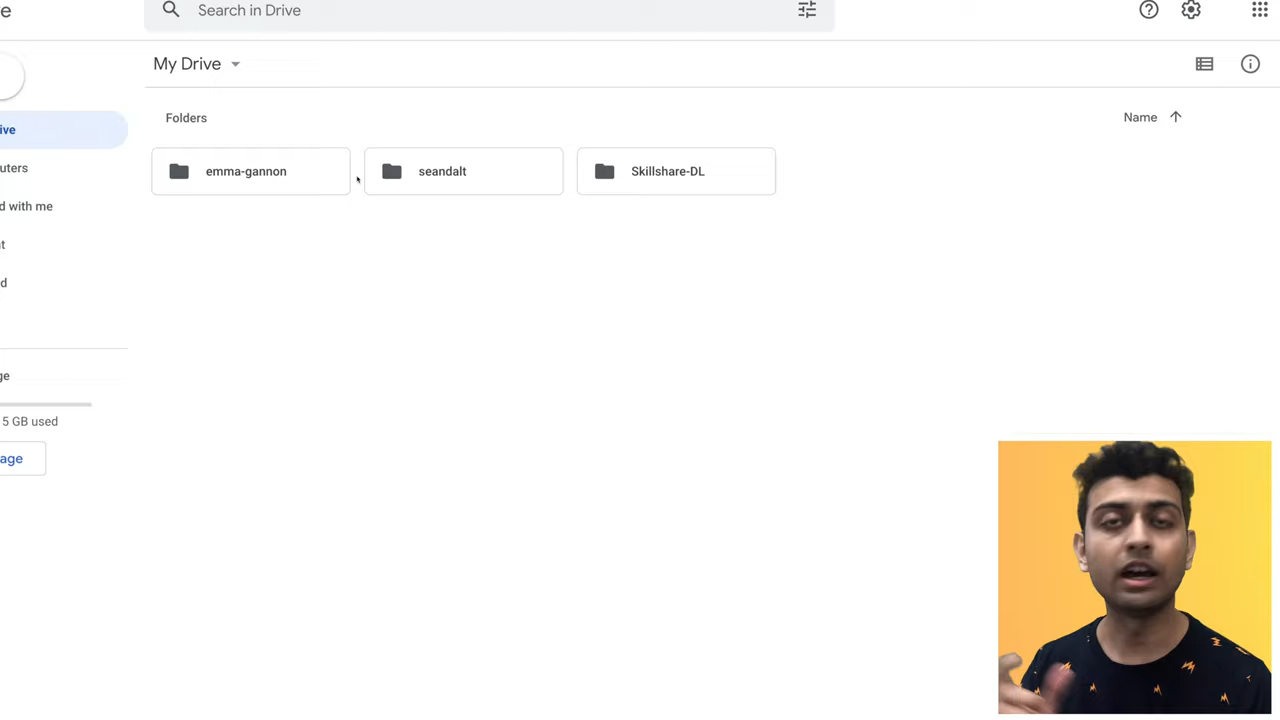 e
Search in Drive
My Drive
Folders
Name
ive
emma-gannon
seandalt
Skillshare-DL
uters
d with me
t
d
ge
5 GB used
age